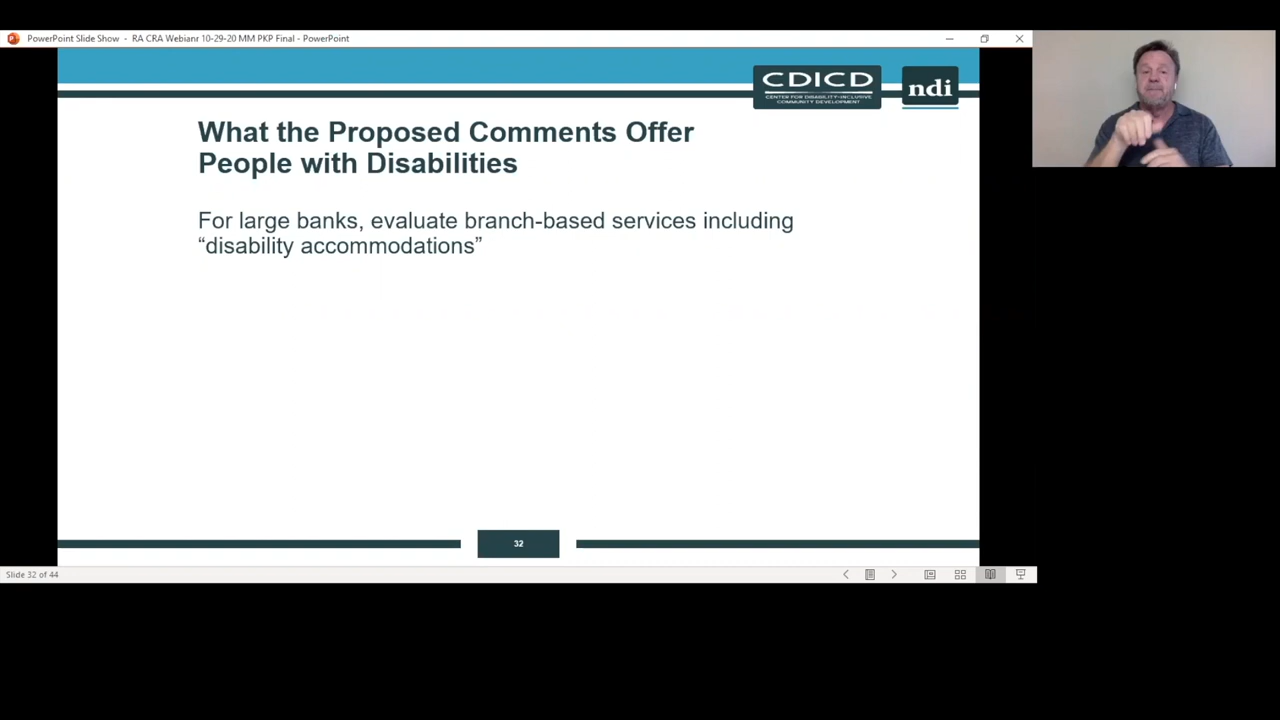 PowerPoint Slide Show - RA CRA Webianr 10-29-20 MM PKP Final - PowerPoint
CDICD
CENTER FOR DISABILITY-INCLUSIVE
COMMUNITY DEVELOPMENT
ndi
What the Proposed Comments Offer
People with Disabilities
For large banks, evaluate branch-based services including
“disability accommodations”
32
Slide 32 of 44